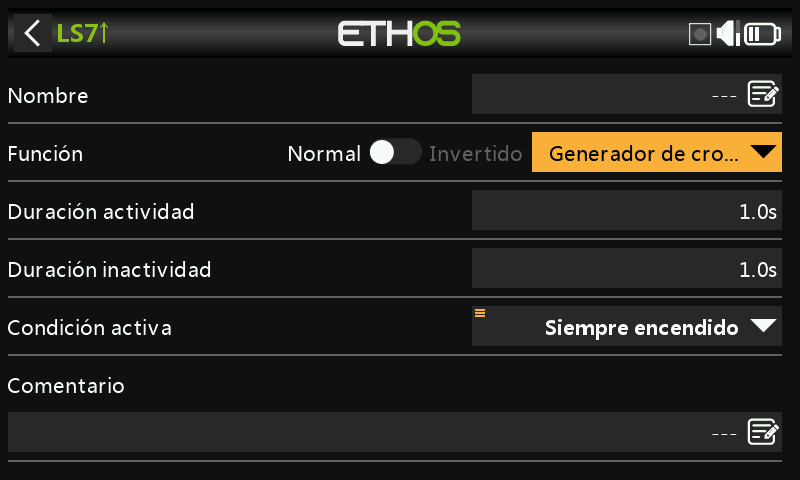 LS7↑ ETHOS
Nombre ---
Función Normal Invertido Generador de cro...
Duración actividad 1.0s
Duración inactividad 1.0s
Condición activa Siempre encendido
Comentario
---